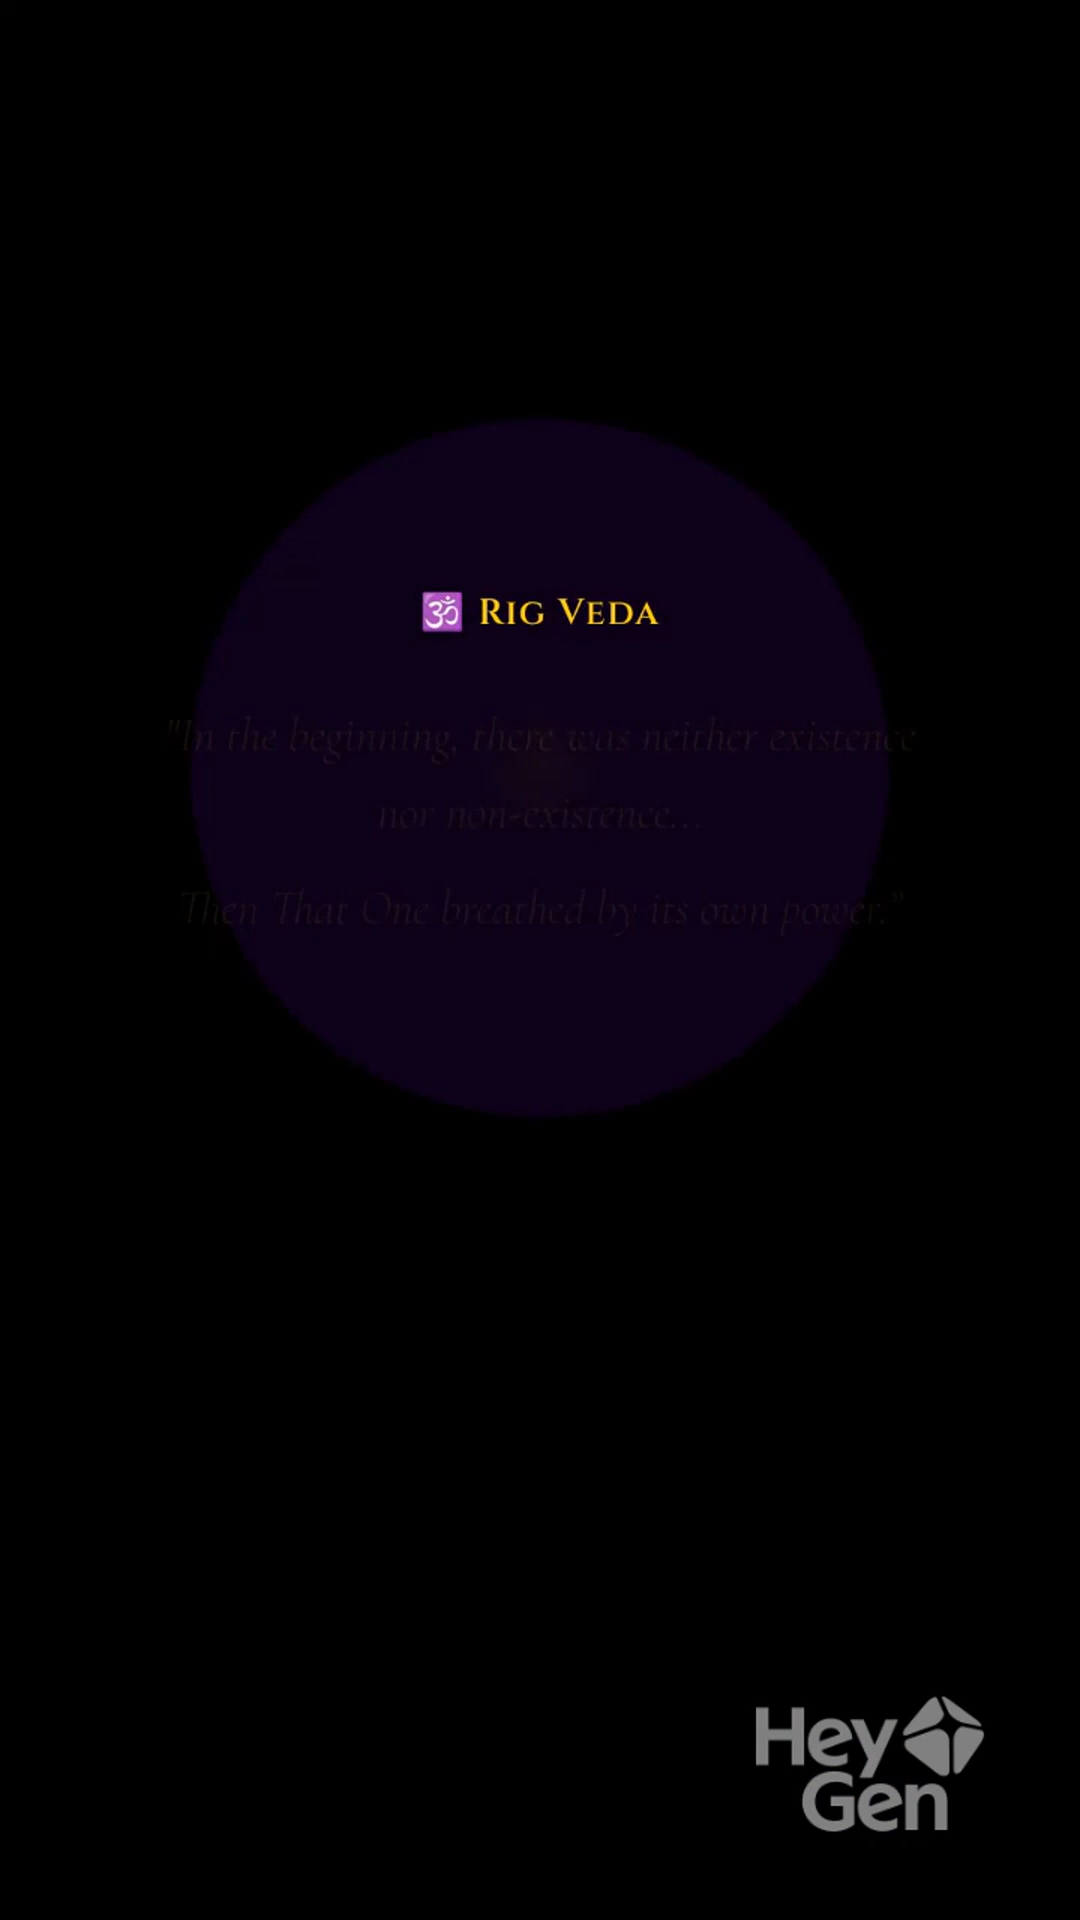 🕉 RIG VEDA
"In the beginning, there was neither existence
nor non-existence...
Then That One breathed by its own power."
Hey
Gen